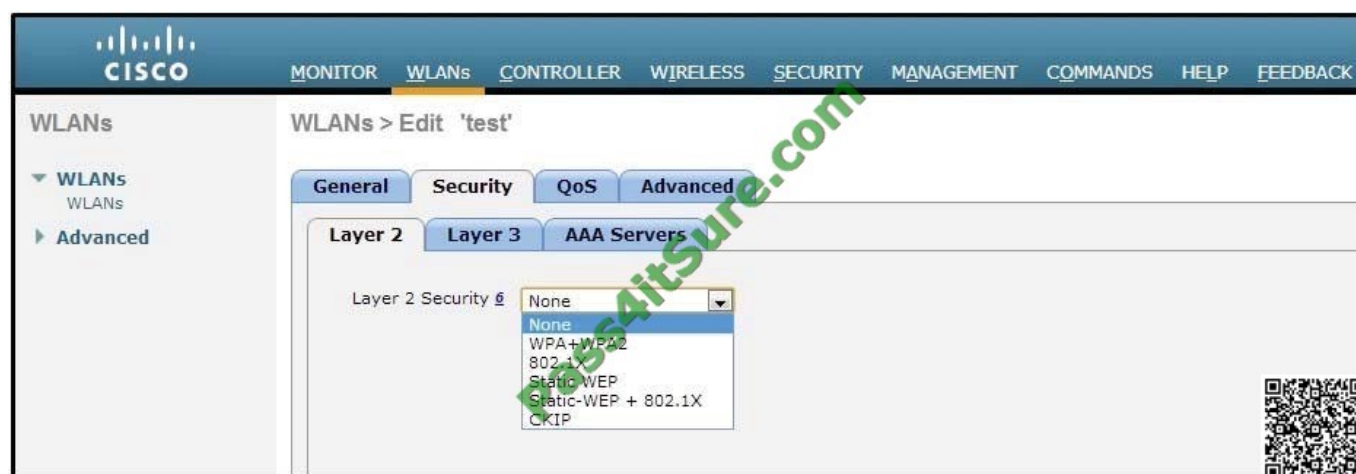 CISCO
MONITOR WLANs CONTROLLER WIRELESS SECURITY MANAGEMENT COMMANDS HELP FEEDBACK
WLANs
WLANs
WLANs
Advanced
WLANs > Edit 'test'
General Security QoS Advanced
Layer 2 Layer 3 AAA Servers
Layer 2 Security 6 None
None
WPA+WPA2
802.1X
Static WEP
Static-WEP + 802.1X
CKIP
Pass4itSure.com